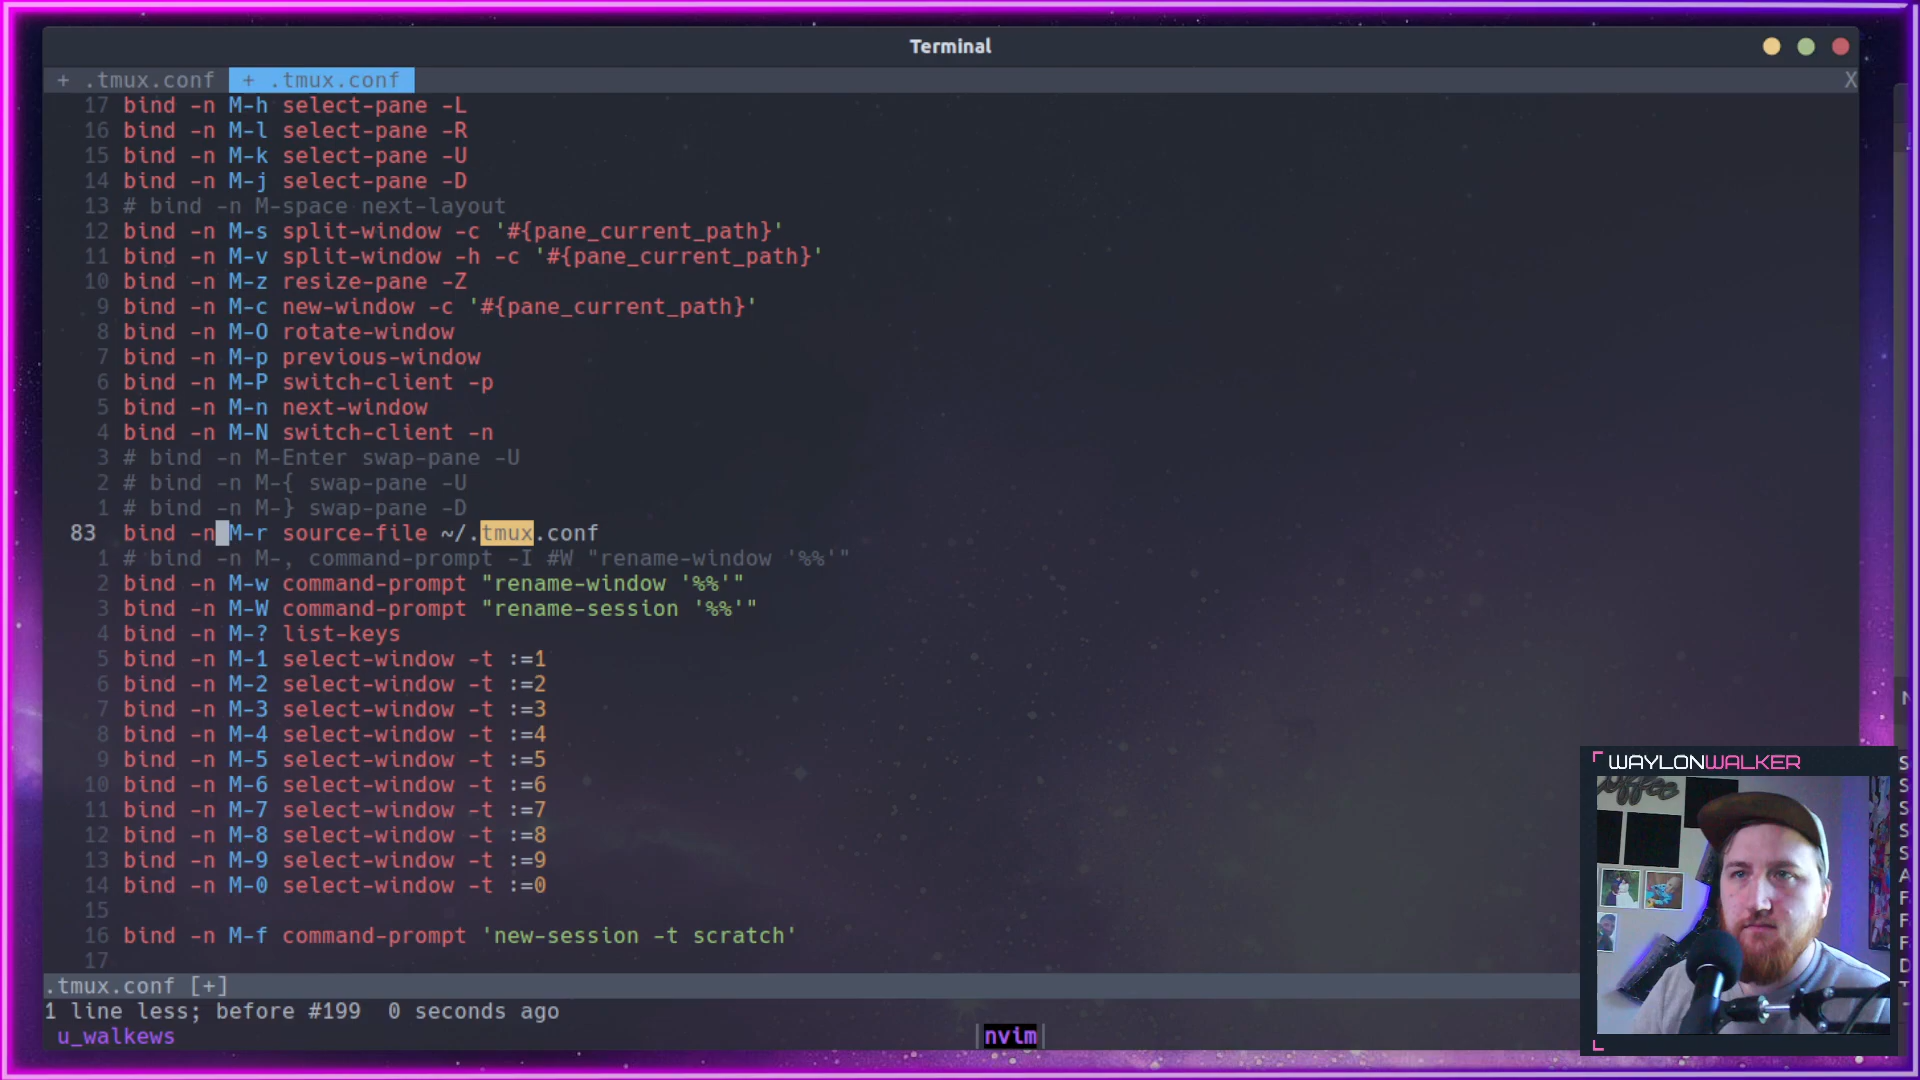 Terminal
+ .tmux.conf + .tmux.conf X
17 bind -n M-h select-pane -L
16 bind -n M-l select-pane -R
15 bind -n M-k select-pane -U
14 bind -n M-j select-pane -D
13 # bind -n M-space next-layout
12 bind -n M-s split-window -c '#{pane_current_path}'
11 bind -n M-v split-window -h -c '#{pane_current_path}'
10 bind -n M-z resize-pane -Z
9 bind -n M-c new-window -c '#{pane_current_path}'
8 bind -n M-O rotate-window
7 bind -n M-p previous-window
6 bind -n M-P switch-client -p
5 bind -n M-n next-window
4 bind -n M-N switch-client -n
3 # bind -n M-Enter swap-pane -U
2 # bind -n M-{ swap-pane -U
1 # bind -n M-} swap-pane -D
83 bind -n M-r source-file ~/.tmux.conf
1 # bind -n M-, command-prompt -I #W "rename-window '%%'"
2 bind -n M-w command-prompt "rename-window '%%'"
3 bind -n M-W command-prompt "rename-session '%%'"
4 bind -n M-? list-keys
5 bind -n M-1 select-window -t :=1
6 bind -n M-2 select-window -t :=2
7 bind -n M-3 select-window -t :=3
8 bind -n M-4 select-window -t :=4
9 bind -n M-5 select-window -t :=5
10 bind -n M-6 select-window -t :=6
11 bind -n M-7 select-window -t :=7
12 bind -n M-8 select-window -t :=8
13 bind -n M-9 select-window -t :=9
14 bind -n M-0 select-window -t :=0
15
16 bind -n M-f command-prompt 'new-session -t scratch'
17
.tmux.conf [+]
1 line less; before #199 0 seconds ago
u_walkews |nvim|
WAYLONWALKER